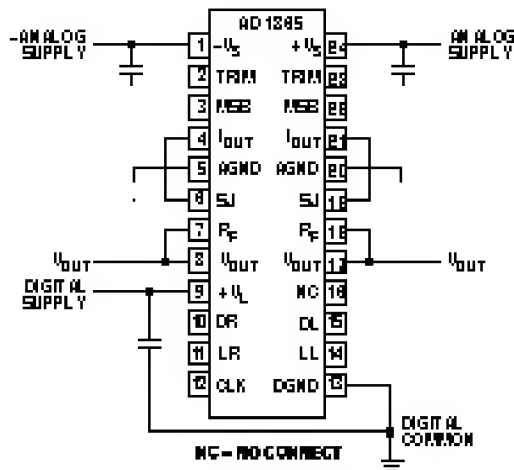 AD1865
-ANALOG
SUPPLY
1 -VS +VS 24
ANALOG
SUPPLY
2 TRIM TRIM 23
3 MSB MSB 22
4 IOUT IOUT 21
5 AGND AGND 20
6 SJ SJ 19
7 RF RF 18
VOUT 8 VOUT VOUT 17 VOUT
DIGITAL
SUPPLY
9 +VL NC 16
10 DR DL 15
11 LR LL 14
12 CLK DGND 13
DIGITAL
COMMON
NC – NO CONNECT